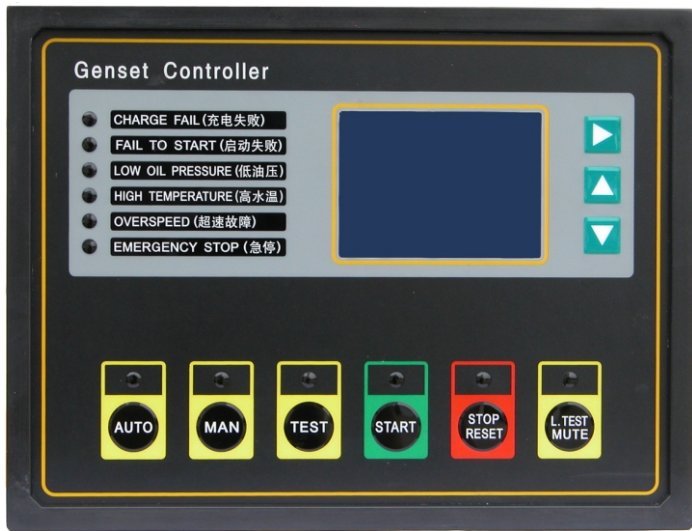 Genset Controller
CHARGE FAIL (充电失败)
FAIL TO START (启动失败)
LOW OIL PRESSURE (低油压)
HIGH TEMPERATURE (高水温)
OVERSPEED (超速故障)
EMERGENCY STOP (急停)
AUTO
MAN
TEST
START
STOP
RESET
L.TEST
MUTE